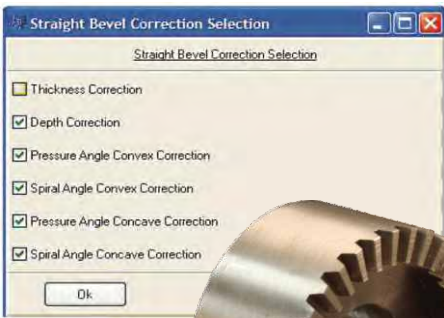 Straight Bevel Correction Selection
Straight Bevel Correction Selection
Thickness Correction
Depth Correction
Pressure Angle Convex Correction
Spiral Angle Convex Correction
Pressure Angle Concave Correction
Spiral Angle Concave Correction
Ok